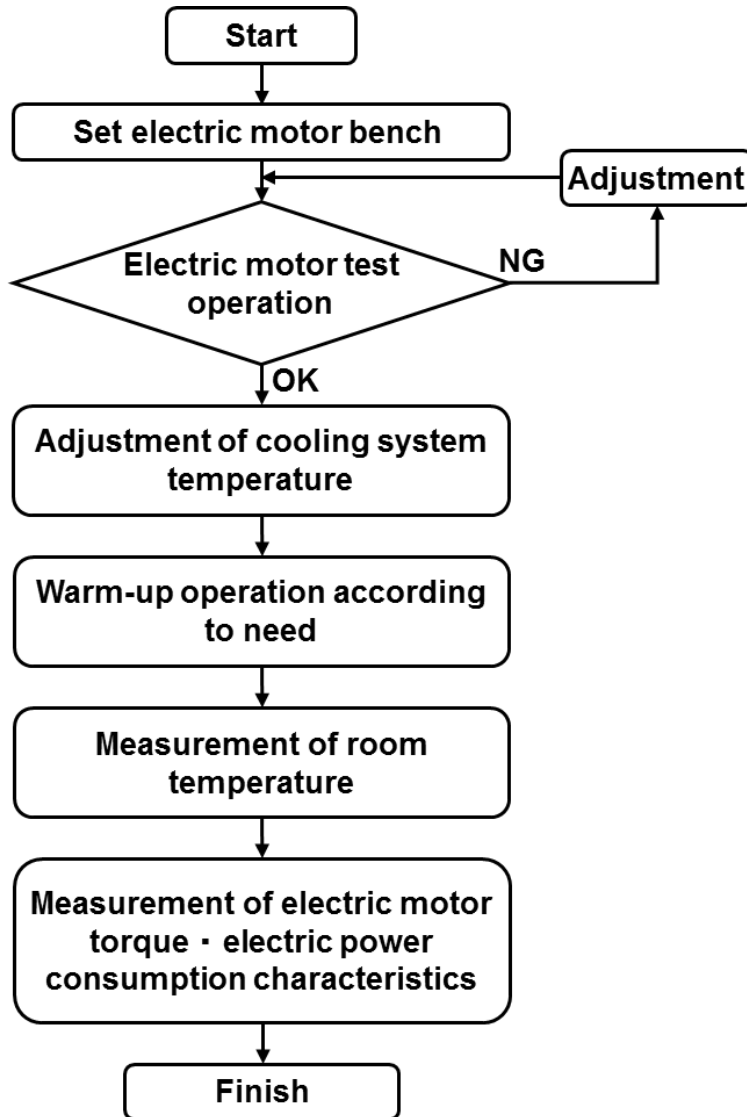 Start
Set electric motor bench
Adjustment
Electric motor test
operation
NG
OK
Adjustment of cooling system
temperature
Warm-up operation according
to need
Measurement of room
temperature
Measurement of electric motor
torque・electric power
consumption characteristics
Finish